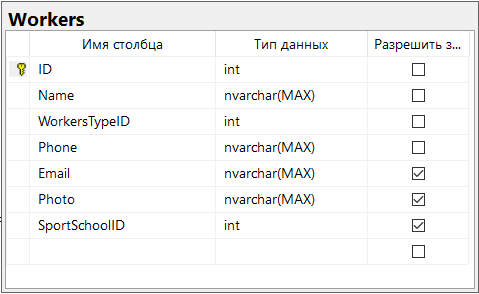 Workers
Имя столбца Тип данных Разрешить з...
ID int
Name nvarchar(MAX)
WorkersTypeID int
Phone nvarchar(MAX)
Email nvarchar(MAX)
Photo nvarchar(MAX)
SportSchoolID int